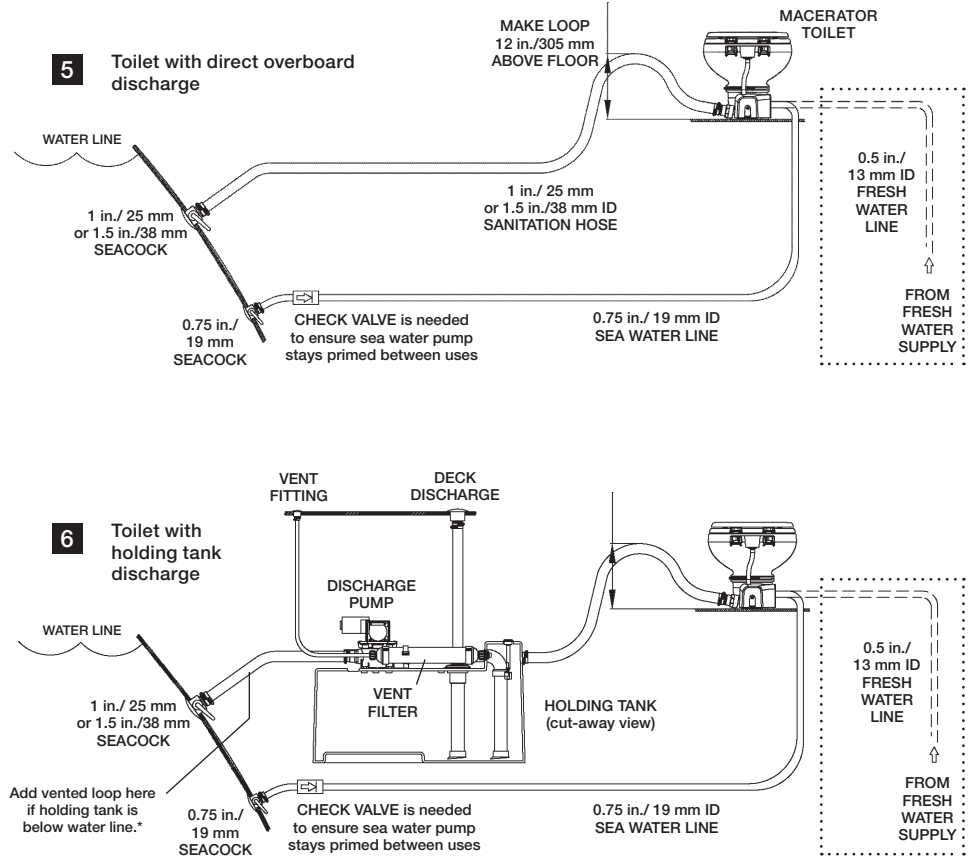 5
Toilet with direct overboard
discharge
MAKE LOOP
12 in./305 mm
ABOVE FLOOR
MACERATOR
TOILET
WATER LINE
1 in./ 25 mm
or 1.5 in./38 mm
SEACOCK
1 in./ 25 mm
or 1.5 in./38 mm ID
SANITATION HOSE
0.5 in./
13 mm ID
FRESH
WATER
LINE
FROM
FRESH
WATER
SUPPLY
0.75 in./
19 mm
SEACOCK
CHECK VALVE is needed
to ensure sea water pump
stays primed between uses
0.75 in./ 19 mm ID
SEA WATER LINE
6
Toilet with
holding tank
discharge
VENT
FITTING
DECK
DISCHARGE
DISCHARGE
PUMP
WATER LINE
1 in./ 25 mm
or 1.5 in./38 mm
SEACOCK
VENT
FILTER
HOLDING TANK
(cut-away view)
0.5 in./
13 mm ID
FRESH
WATER
LINE
FROM
FRESH
WATER
SUPPLY
Add vented loop here
if holding tank is
below water line.*
0.75 in./
19 mm
SEACOCK
CHECK VALVE is needed
to ensure sea water pump
stays primed between uses
0.75 in./ 19 mm ID
SEA WATER LINE